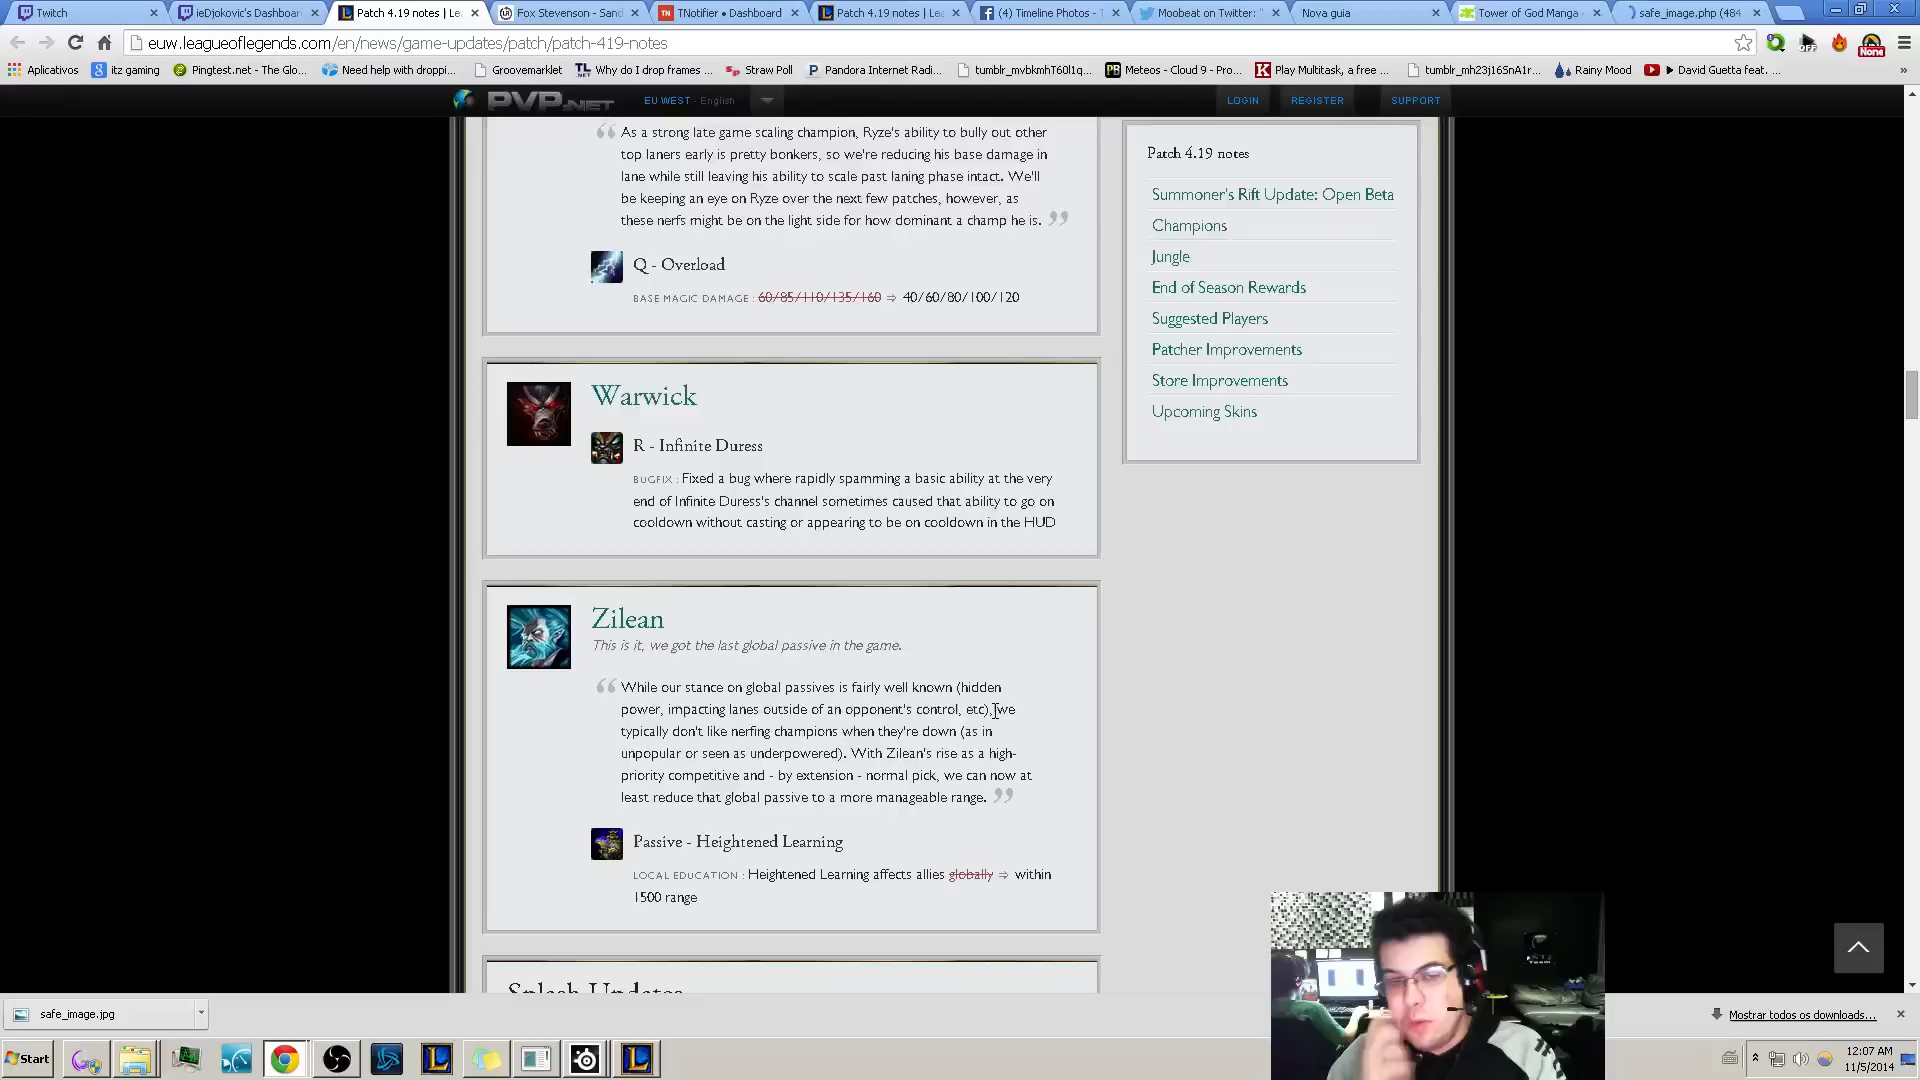 Twitch
ieDjokovic's Dashboar
Patch 4.19 notes | Lea
Fox Stevenson - Sand
TNotifier • Dashboard
Patch 4.19 notes | Lea
(4) Timeline Photos - T
Moobeat on Twitter: "
Nova guia
Tower of God Manga -
safe_image.php (484
euw.leagueoflegends.com/en/news/game-updates/patch/patch-419-notes
OFF
None
Aplicativos
itz gaming
Pingtest.net - The Glo...
Need help with droppi...
Groovemarklet
TL NET
Why do I drop frames ...
Straw Poll
Pandora Internet Radi...
tumblr_mvbkmhT60l1q...
Meteos - Cloud 9 - Pro...
Play Multitask, a free ...
tumblr_mh23j16SnA1r...
Rainy Mood
David Guetta feat. ...
PVP.NET
EU WEST - English
LOGIN
REGISTER
SUPPORT
As a strong late game scaling champion, Ryze's ability to bully out other
top laners early is pretty bonkers, so we're reducing his base damage in
lane while still leaving his ability to scale past laning phase intact. We'll
be keeping an eye on Ryze over the next few patches, however, as
these nerfs might be on the light side for how dominant a champ he is.
Q - Overload
BASE MAGIC DAMAGE : 60/85/110/135/160 ⇒ 40/60/80/100/120
Warwick
R - Infinite Duress
BUGFIX : Fixed a bug where rapidly spamming a basic ability at the very
end of Infinite Duress's channel sometimes caused that ability to go on
cooldown without casting or appearing to be on cooldown in the HUD
Zilean
This is it, we got the last global passive in the game.
While our stance on global passives is fairly well known (hidden
power, impacting lanes outside of an opponent's control, etc), we
typically don't like nerfing champions when they're down (as in
unpopular or seen as underpowered). With Zilean's rise as a high-
priority competitive and - by extension - normal pick, we can now at
least reduce that global passive to a more manageable range.
Passive - Heightened Learning
LOCAL EDUCATION : Heightened Learning affects allies globally ⇒ within
1500 range
Splash Updates
Patch 4.19 notes
Summoner's Rift Update: Open Beta
Champions
Jungle
End of Season Rewards
Suggested Players
Patcher Improvements
Store Improvements
Upcoming Skins
safe_image.jpg
Mostrar todos os downloads...
Start
12:07 AM
11/5/2014